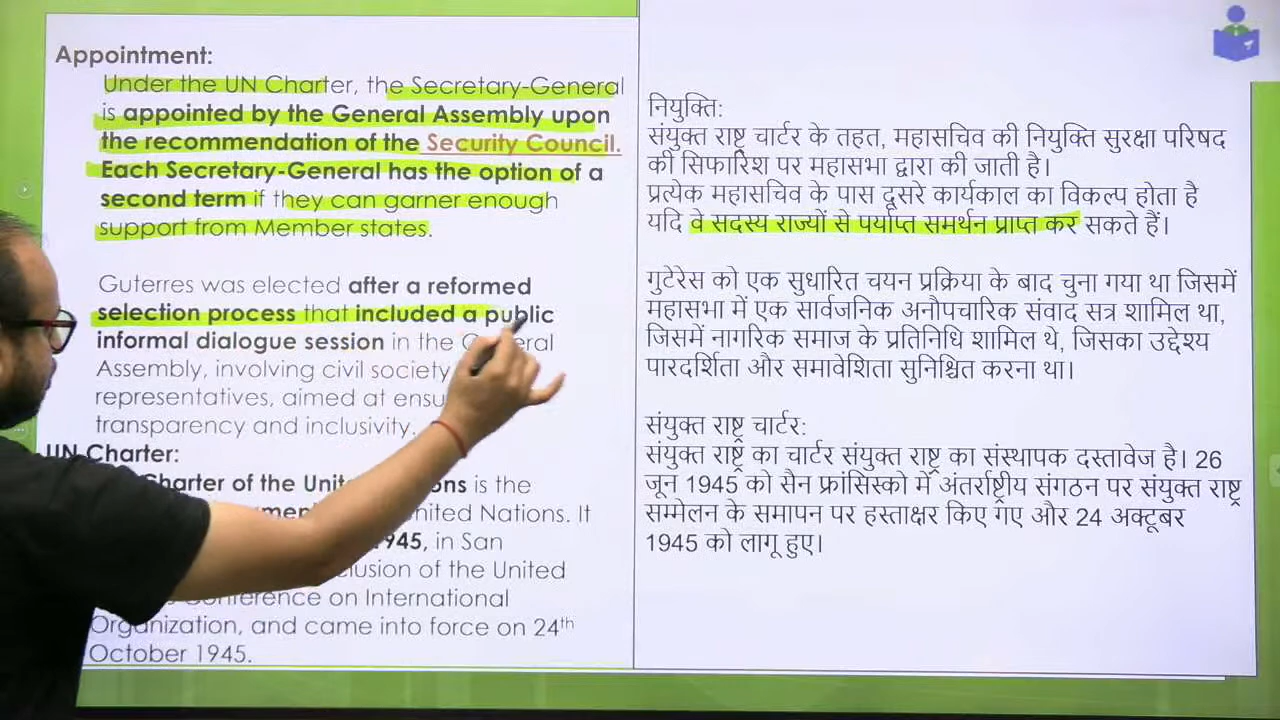 Appointment:
Under the UN Charter, the Secretary-General
is appointed by the General Assembly upon
the recommendation of the Security Council.
Each Secretary-General has the option of a
second term if they can garner enough
support from Member states.
Guterres was elected after a reformed
selection process that included a public
informal dialogue session in the General
Assembly, involving civil society
representatives, aimed at ensu
transparency and inclusivity.
UN Charter:
Charter of the Unit ns is the
nited Nations. It
945, in San
lusion of the United
Conference on International
Organization, and came into force on 24th
October 1945.
नियुक्ति:
संयुक्त राष्ट्र चार्टर के तहत, महासचिव की नियुक्ति सुरक्षा परिषद
की सिफारिश पर महासभा द्वारा की जाती है।
प्रत्येक महासचिव के पास दूसरे कार्यकाल का विकल्प होता है
यदि वे सदस्य राज्यों से पर्याप्त समर्थन प्राप्त कर सकते हैं।
गुटेरेस को एक सुधारित चयन प्रक्रिया के बाद चुना गया था जिसमें
महासभा में एक सार्वजनिक अनौपचारिक संवाद सत्र शामिल था,
जिसमें नागरिक समाज के प्रतिनिधि शामिल थे, जिसका उद्देश्य
पारदर्शिता और समावेशिता सुनिश्चित करना था।
संयुक्त राष्ट्र चार्टर:
संयुक्त राष्ट्र का चार्टर संयुक्त राष्ट्र का संस्थापक दस्तावेज है। 26
जून 1945 को सैन फ्रांसिस्को में अंतर्राष्ट्रीय संगठन पर संयुक्त राष्ट्र
सम्मेलन के समापन पर हस्ताक्षर किए गए और 24 अक्टूबर
1945 को लागू हुए।